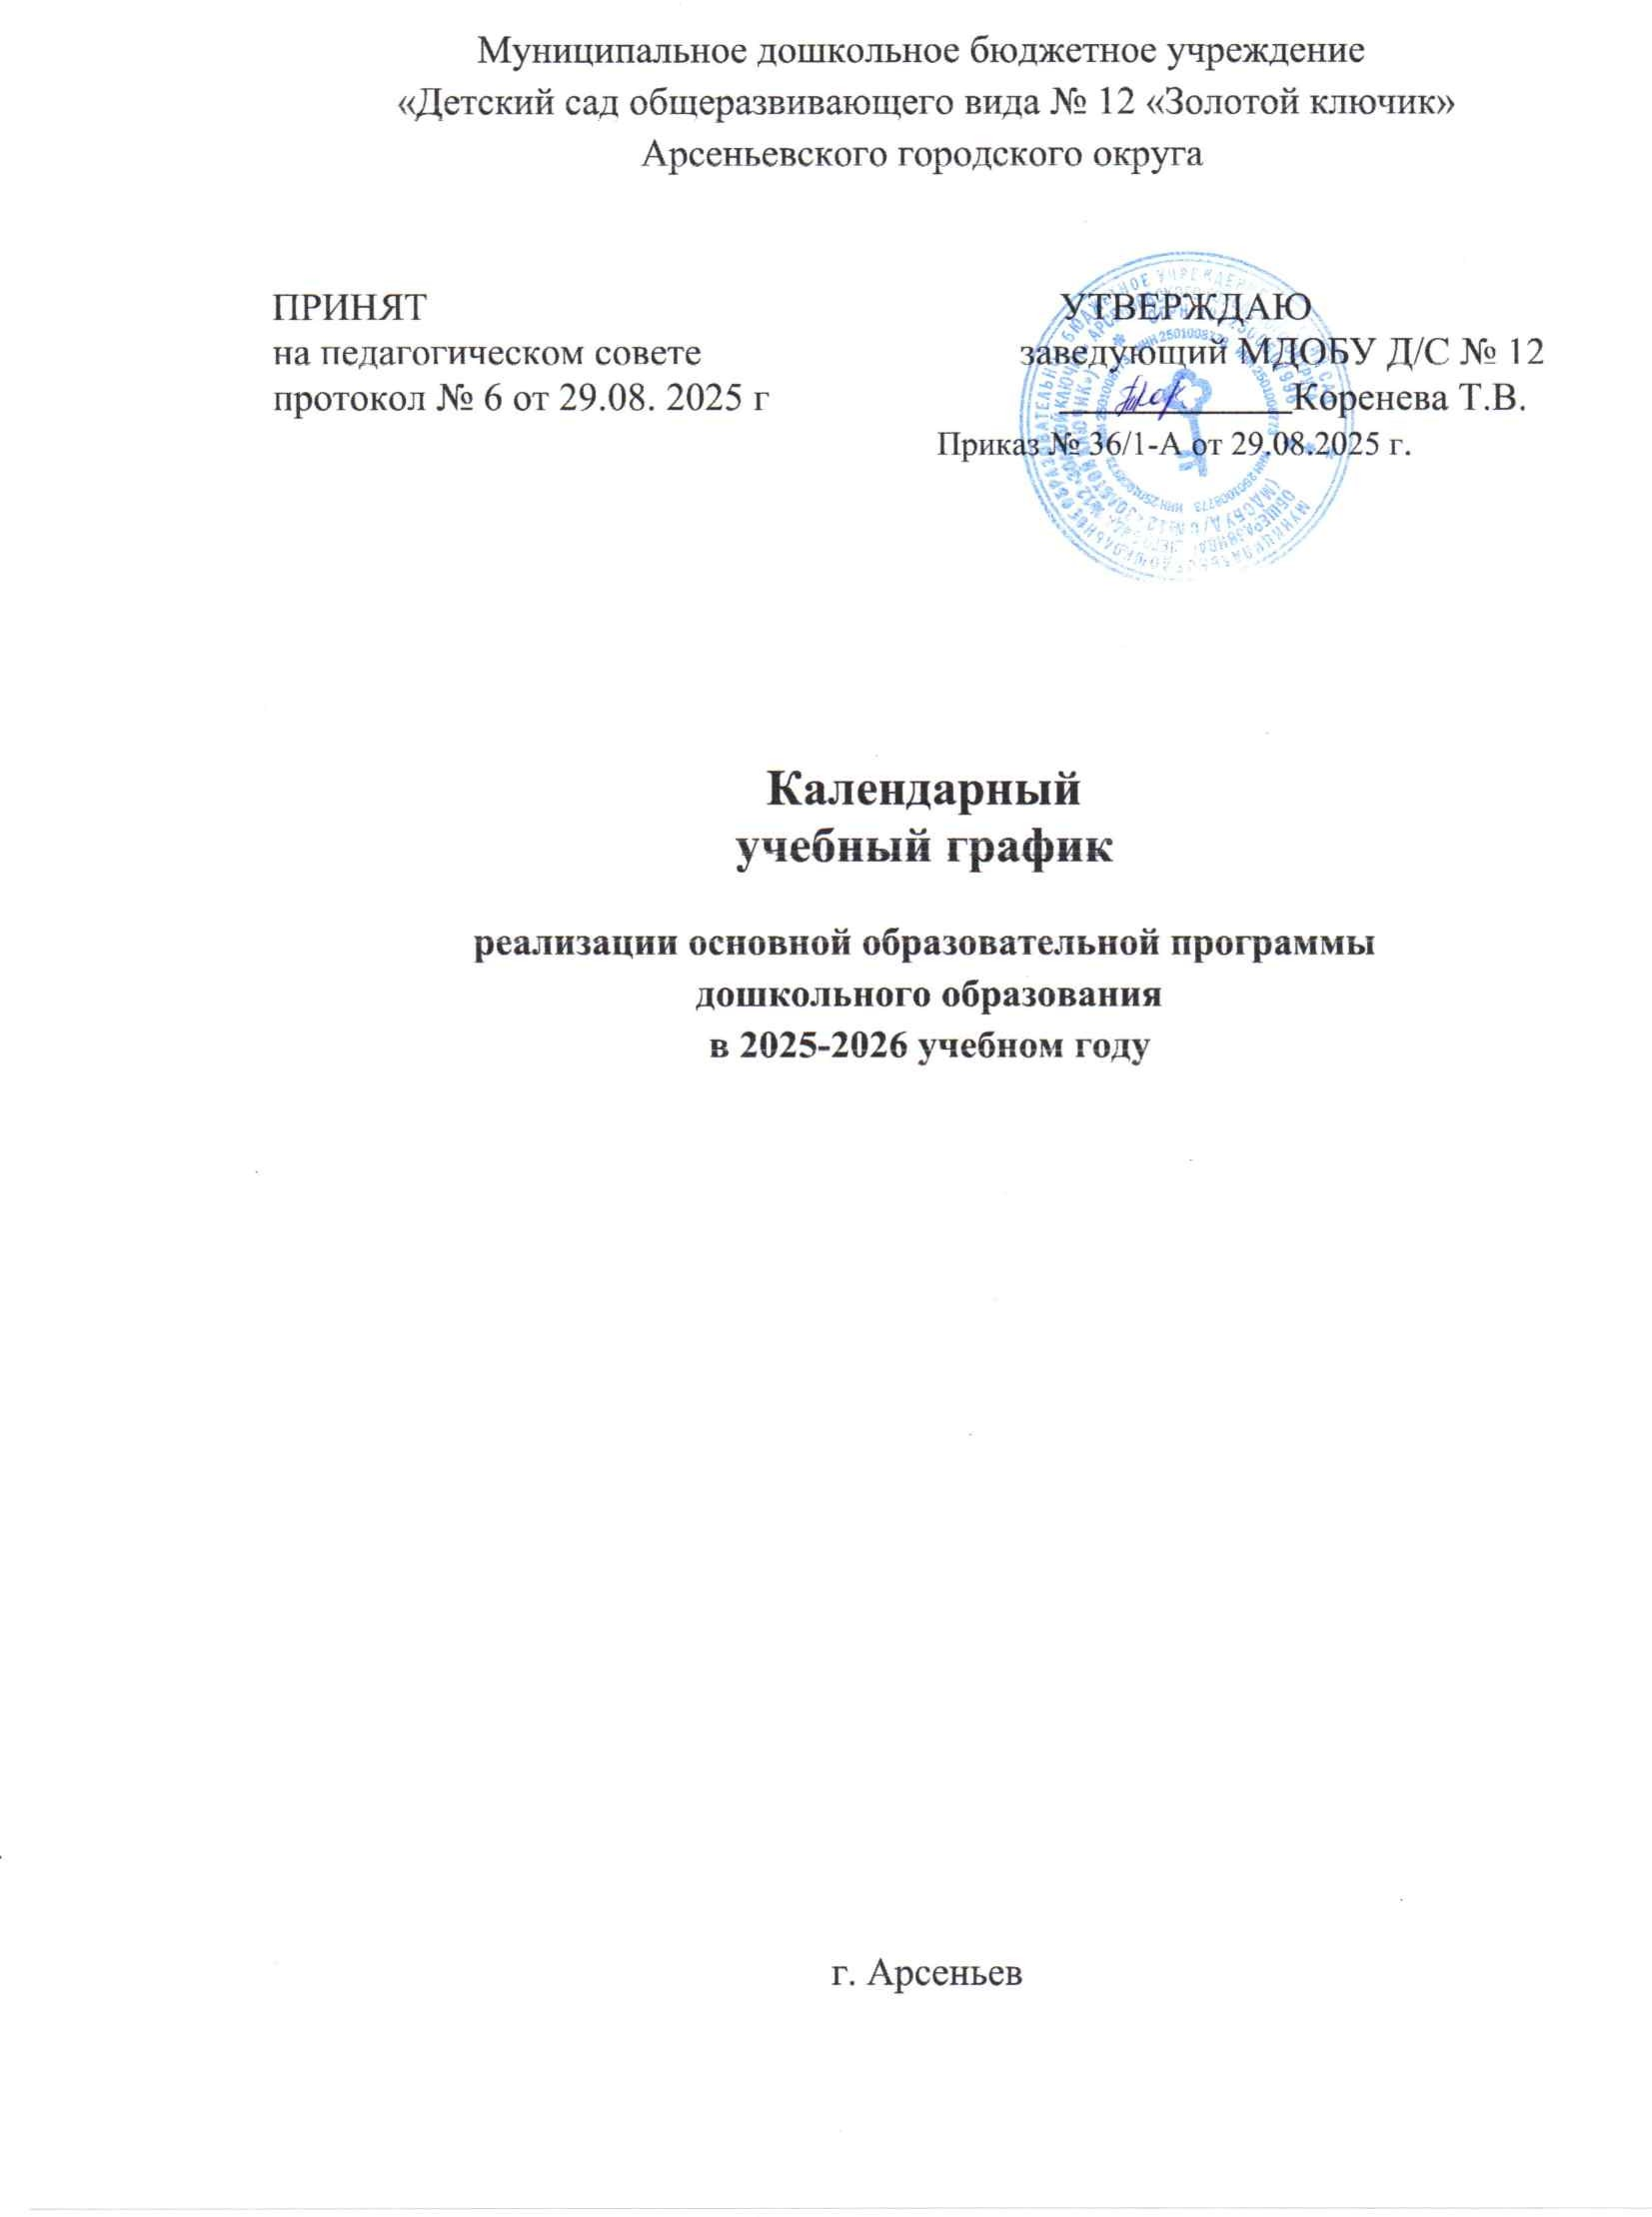 Муниципальное дошкольное бюджетное учреждение
«Детский сад общеразвивающего вида № 12 «Золотой ключик»
Арсеньевского городского округа
ПРИНЯТ
на педагогическом совете
протокол № 6 от 29.08. 2025 г
УТВЕРЖДАЮ
заведующий МДОБУ Д/С № 12
Коренева Т.В.
Приказ № 36/1-А от 29.08.2025 г.
Календарный
учебный график
реализации основной образовательной программы
дошкольного образования
в 2025-2026 учебном году
г. Арсеньев